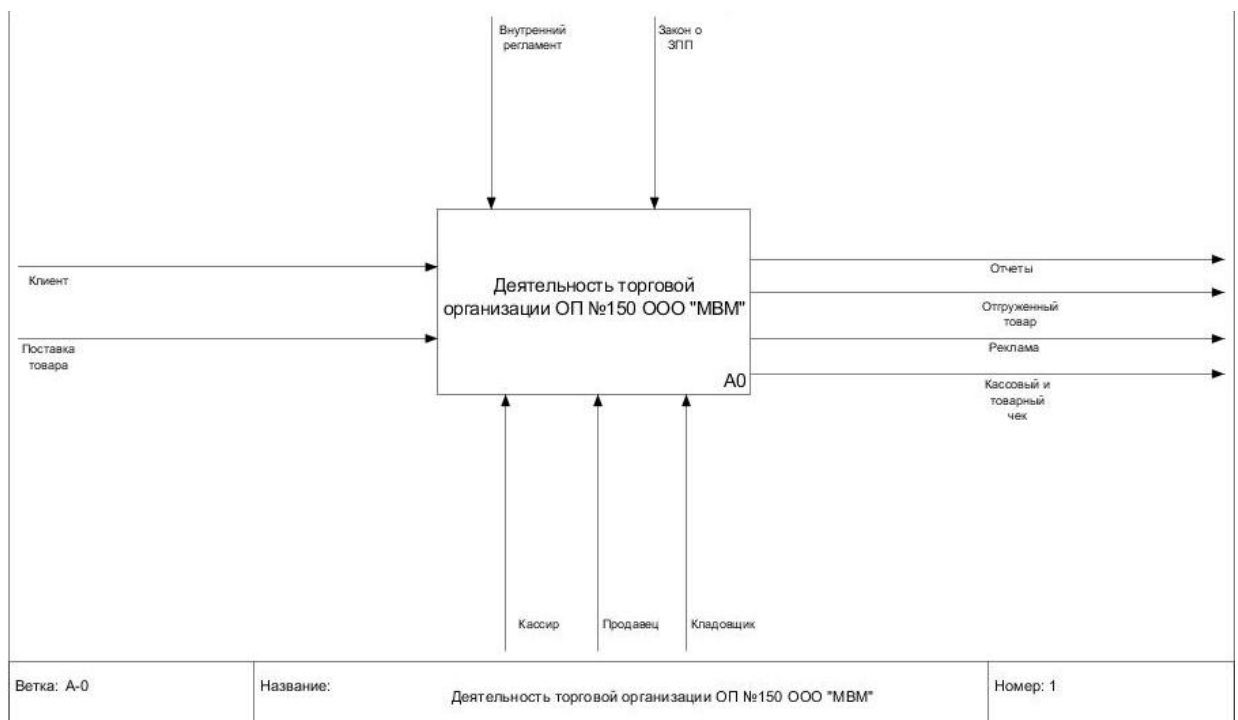 Внутренний
регламент
Закон о
ЗПП
Клиент
Поставка
товара
Деятельность торговой
организации ОП №150 ООО "МВМ"
А0
Отчеты
Отгруженный
товар
Реклама
Кассовый и
товарный
чек
Кассир
Продавец
Кладовщик
Ветка: А-0
Название:
Деятельность торговой организации ОП №150 ООО "МВМ"
Номер: 1